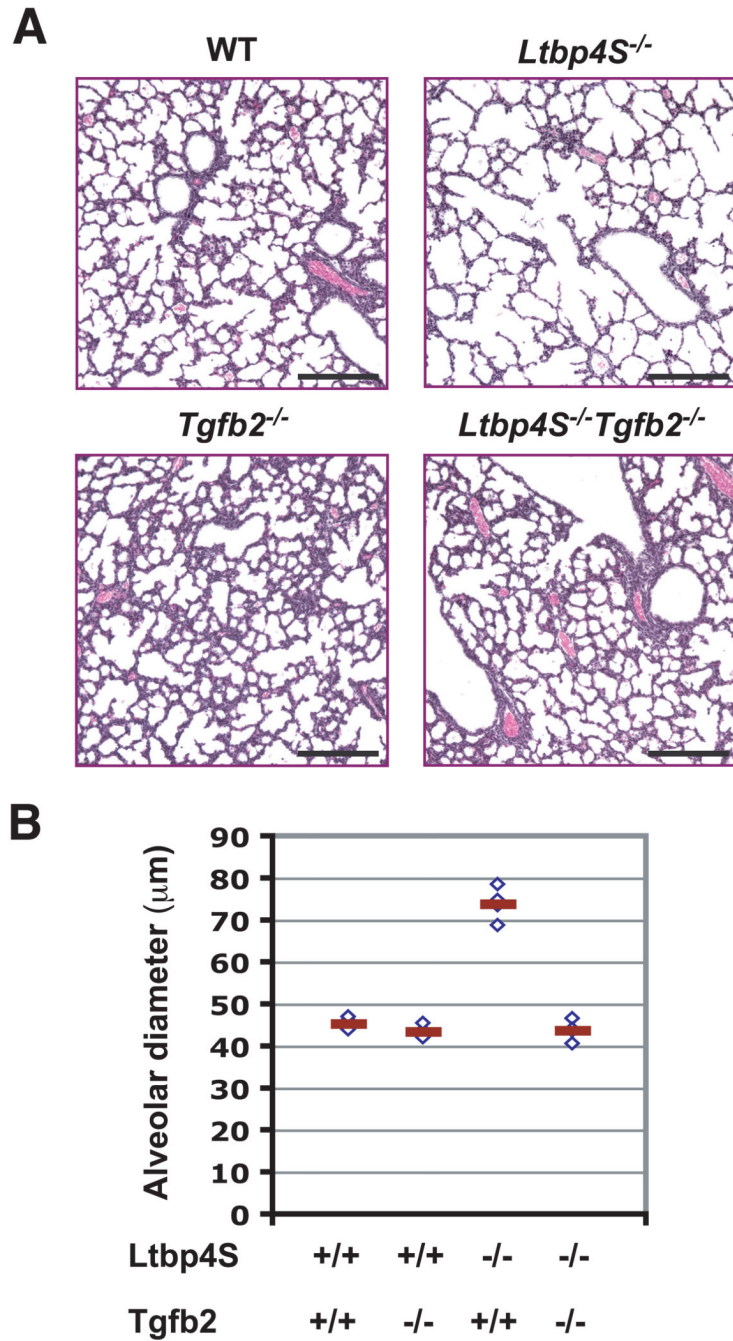 A
WT
Ltbp4S-/-
Tgfb2-/-
Ltbp4S-/-Tgfb2-/-
B
Alveolar diameter (μm)
90
80
70
60
50
40
30
20
10
0
Ltbp4S +/+ +/+ -/- -/-
Tgfb2 +/+ -/- +/+ -/-